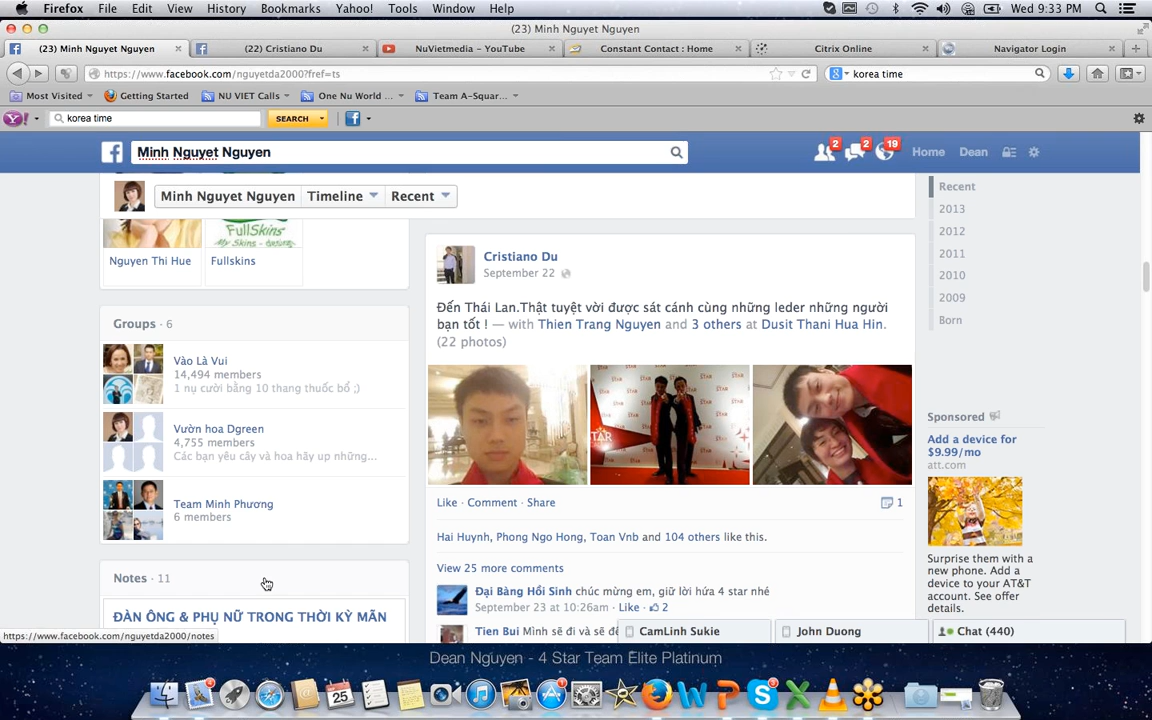 Firefox File Edit View History Bookmarks Yahoo! Tools Window Help
Wed 9:33 PM
(23) Minh Nguyet Nguyen
(23) Minh Nguyet Nguyen
(22) Cristiano Du
NuVietmedia – YouTube
Constant Contact : Home
Citrix Online
Navigator Login
https://www.facebook.com/nguyetda2000?fref=ts
korea time
Most Visited
Getting Started
NU VIET Calls
One Nu World ...
Team A-Squar...
korea time
SEARCH
Minh Nguyet Nguyen
2
2
19
Home
Dean
Minh Nguyet Nguyen
Timeline
Recent
FullSkins
My Skins
Nguyen Thi Hue
Fullskins
Groups · 6
Vào Là Vui
14,494 members
1 nụ cười bằng 10 thang thuốc bổ ;)
Vườn hoa Dgreen
4,755 members
Các bạn yêu cây và hoa hãy up những...
Team Minh Phương
6 members
Notes · 11
ĐÀN ÔNG & PHỤ NỮ TRONG THỜI KỲ MÃN
https://www.facebook.com/nguyetda2000/notes
Cristiano Du
September 22
Đến Thái Lan.Thật tuyệt vời được sát cánh cùng những leder những người
bạn tốt ! — with Thien Trang Nguyen and 3 others at Dusit Thani Hua Hin.
(22 photos)
STAR
Like · Comment · Share
1
Hai Huynh, Phong Ngo Hong, Toan Vnb and 104 others like this.
View 25 more comments
Đại Bàng Hồi Sinh chúc mừng em, giữ lời hứa 4 star nhé
September 23 at 10:26am · Like · 2
Tien Bui Mình sẽ đi và sẽ
CamLinh Sukie
John Duong
Chat (440)
Recent
2013
2012
2011
2010
2009
Born
Sponsored
Add a device for
$9.99/mo
att.com
Surprise them with a
new phone. Add a
device to your AT&T
account. See offer
details.
Dean Nguyen - 4 Star Team Elite Platinum
25